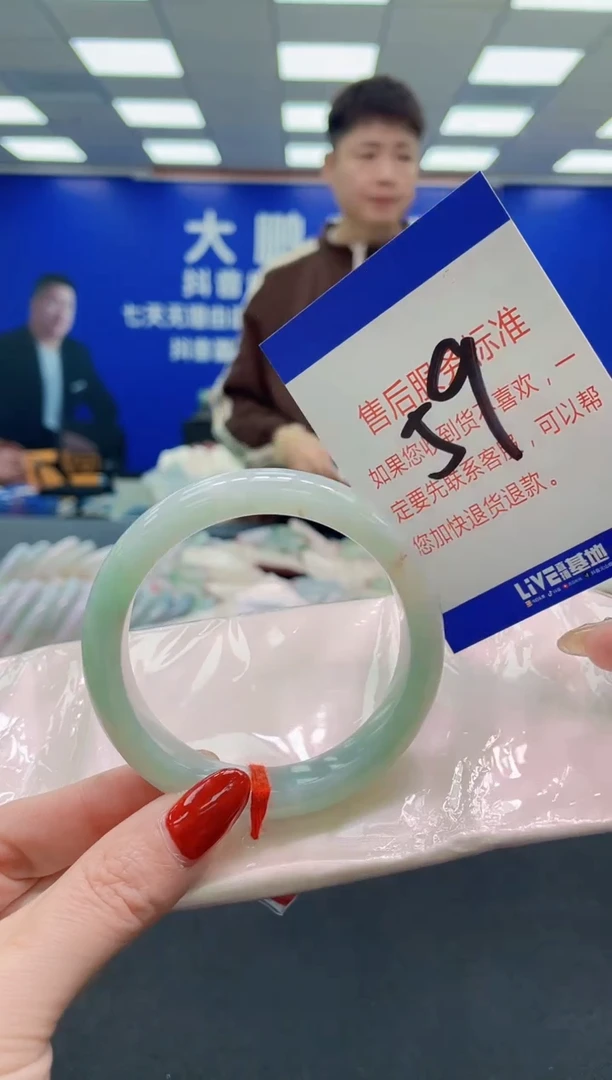 大鹏
抖音
七天无理由
抖音
售后服务标准
59
如果您收到货不喜欢，一
定要先联系客服，可以帮
您加快退货退款。
LIVE 基地